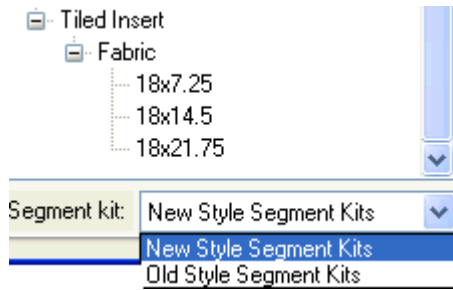 Tiled Insert
Fabric
18x7.25
18x14.5
18x21.75
Segment kit: New Style Segment Kits
New Style Segment Kits
Old Style Segment Kits